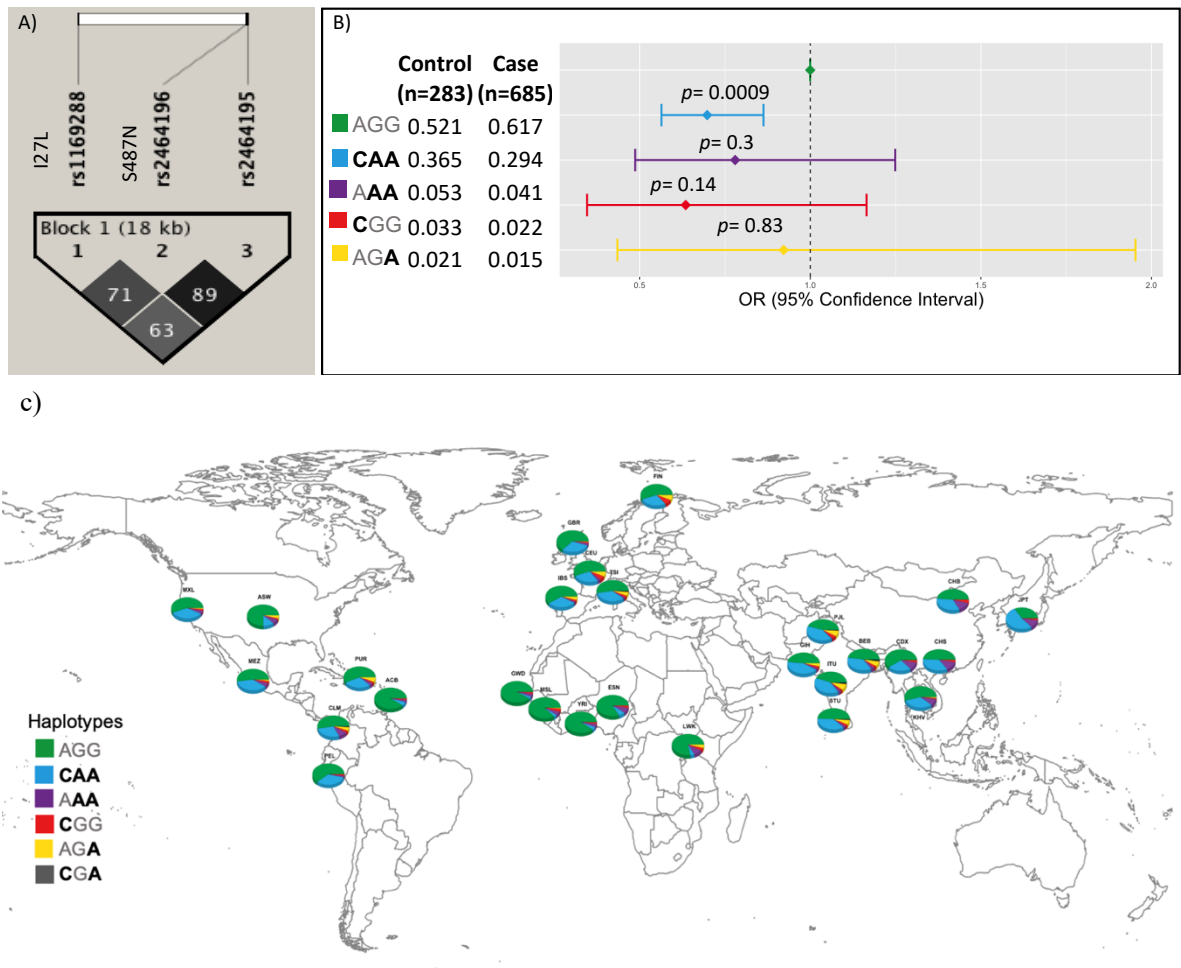 A)
I27L
rs1169288
S487N
rs2464196
rs2464195
Block 1 (18 kb)
1 2 3
71 89
63
B)
Control Case
(n=283) (n=685)
AGG 0.521 0.617
CAA 0.365 0.294
AAA 0.053 0.041
CGG 0.033 0.022
AGA 0.021 0.015
p= 0.0009
p= 0.3
p= 0.14
p= 0.83
0.5 1.0 1.5 2.0
OR (95% Confidence Interval)
c)
FIN
GBR
CEU
TSI
IBS
MXL
ASW
MEZ
PUR
ACB
CLM
PEL
GWD
MSL
YRI
ESN
LWK
PJL
GIH
ITU
STU
BEB
CDX
CHS
KHV
CHB
JPT
Haplotypes
AGG
CAA
AAA
CGG
AGA
CGA